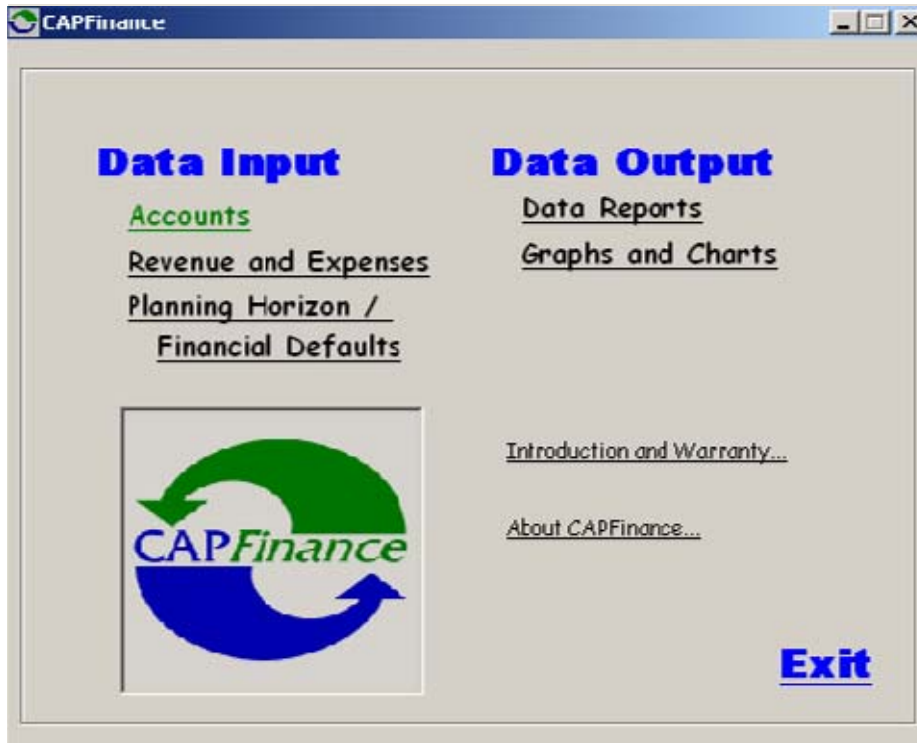 CAPFinance
Data Input
Accounts
Revenue and Expenses
Planning Horizon /
Financial Defaults
Data Output
Data Reports
Graphs and Charts
CAPFinance
Introduction and Warranty...
About CAPFinance...
Exit